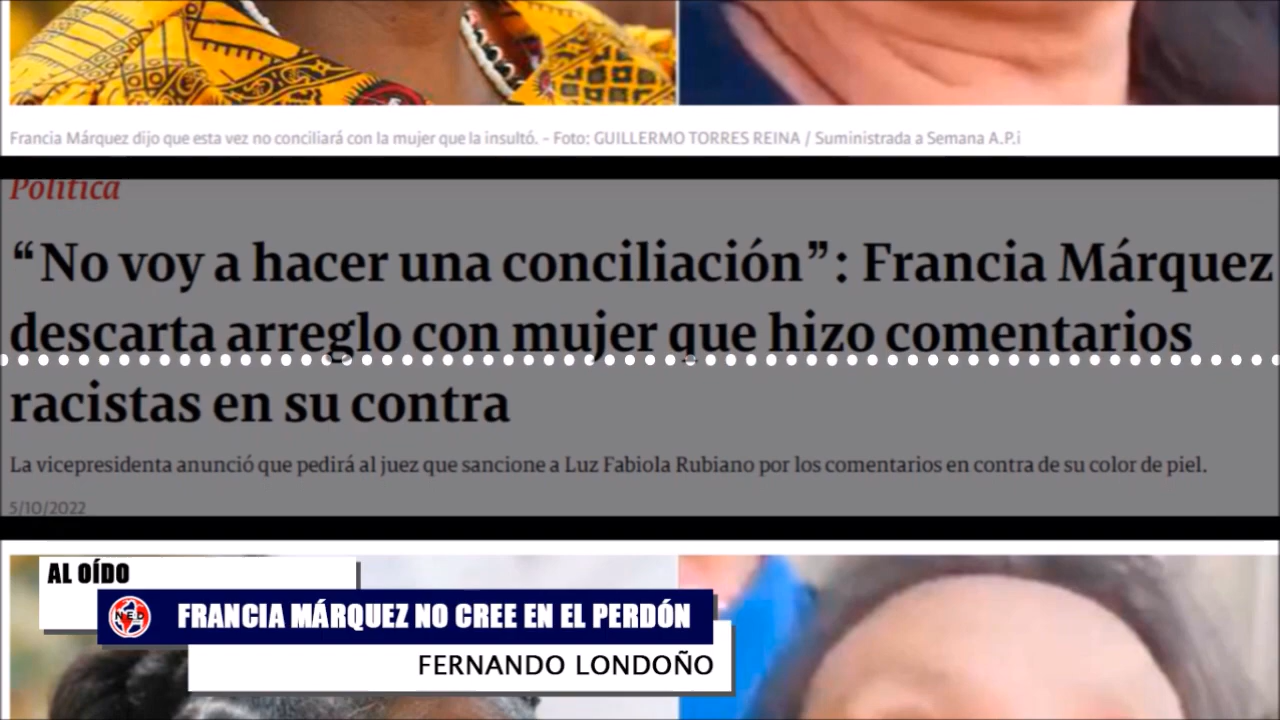 Francia Márquez dijo que esta vez no conciliará con la mujer que la insultó. - Foto: GUILLERMO TORRES REINA / Suministrada a Semana A.P.i
Política
“No voy a hacer una conciliación”: Francia Márquez
descarta arreglo con mujer que hizo comentarios
racistas en su contra
La vicepresidenta anunció que pedirá al juez que sancione a Luz Fabiola Rubiano por los comentarios en contra de su color de piel.
5/10/2022
AL OÍDO
FRANCIA MÁRQUEZ NO CREE EN EL PERDÓN
FERNANDO LONDOÑO